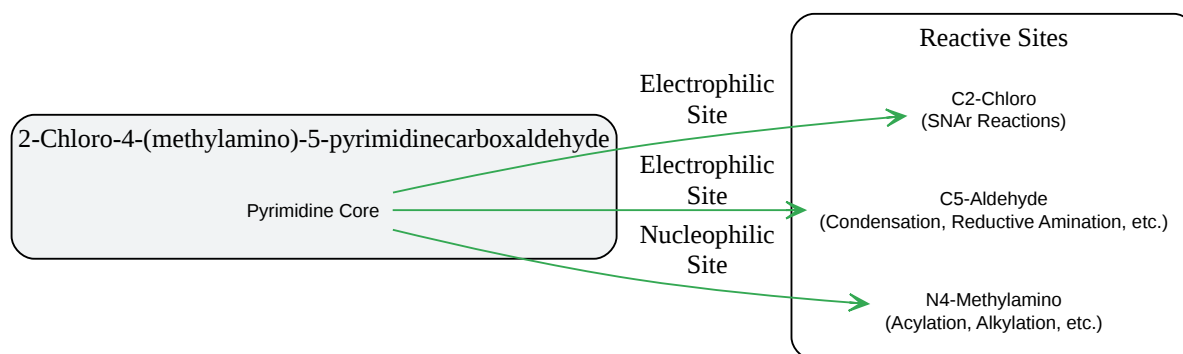 Reactive Sites
Electrophilic
Site
C2-Chloro
(SNAr Reactions)
2-Chloro-4-(methylamino)-5-pyrimidinecarboxaldehyde
Electrophilic
Site
Pyrimidine Core
C5-Aldehyde
(Condensation, Reductive Amination, etc.)
Nucleophilic
Site
N4-Methylamino
(Acylation, Alkylation, etc.)